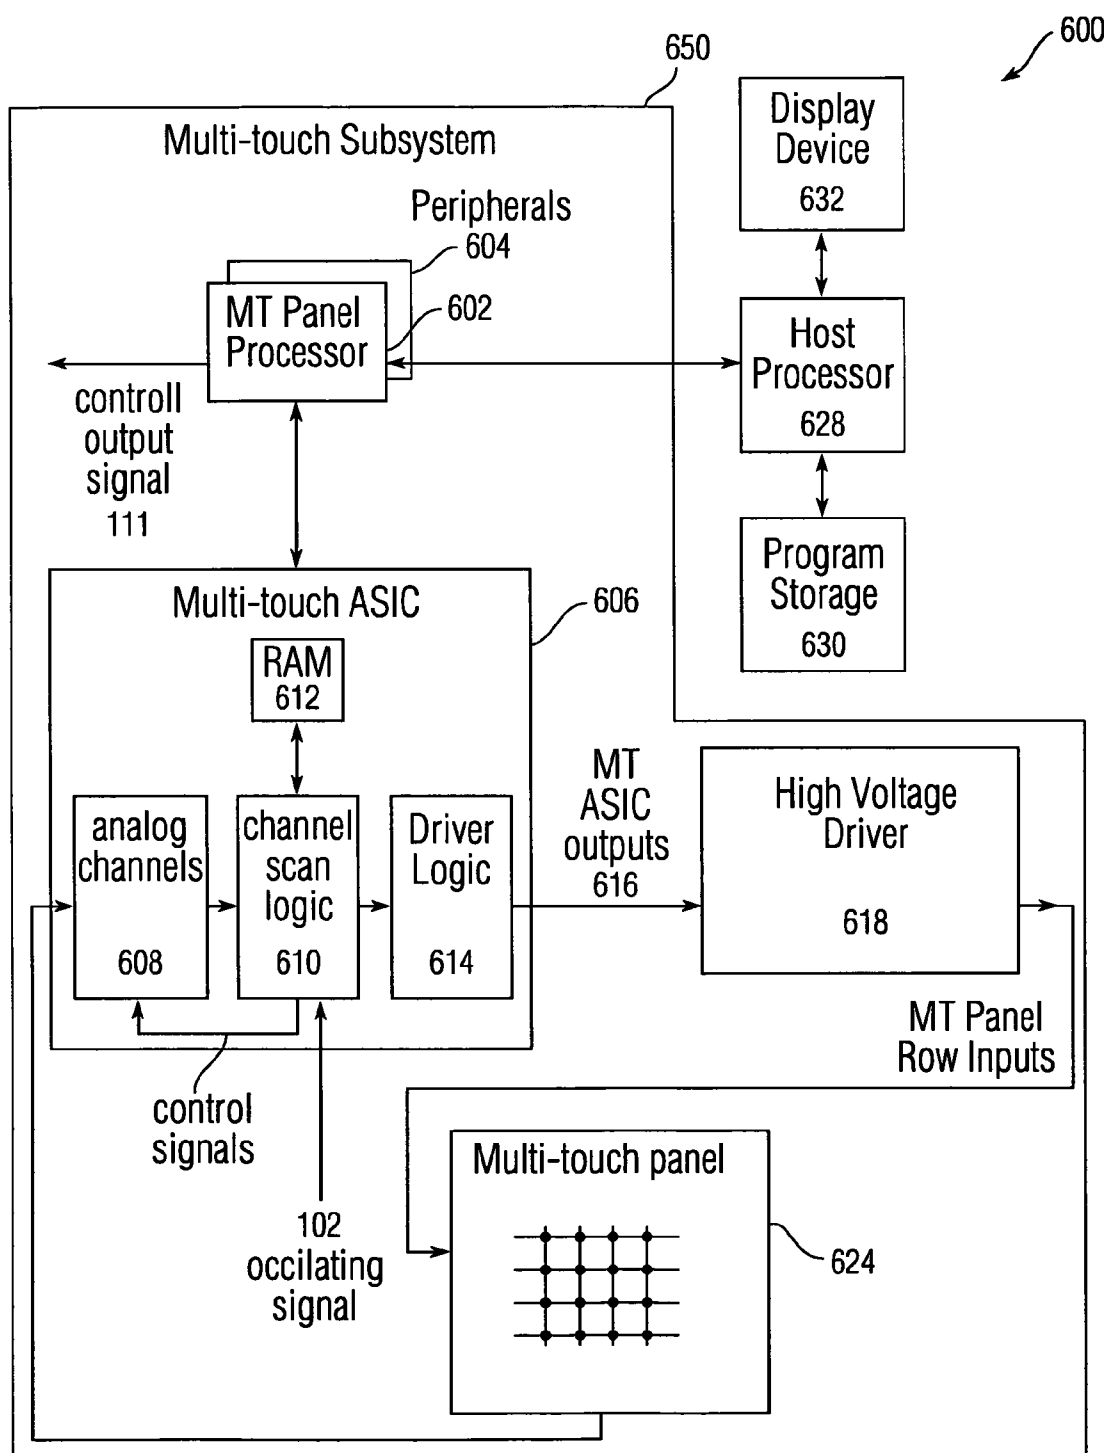 600
650
Multi-touch Subsystem
Display
Device
632
Peripherals
604
MT Panel
Processor
602
Host
Processor
628
controll
output
signal
111
Program
Storage
630
Multi-touch ASIC
606
RAM
612
analog
channels
608
channel
scan
logic
610
Driver
Logic
614
MT
ASIC
outputs
616
High Voltage
Driver
618
MT Panel
Row Inputs
control
signals
102
occilating
signal
Multi-touch panel
624